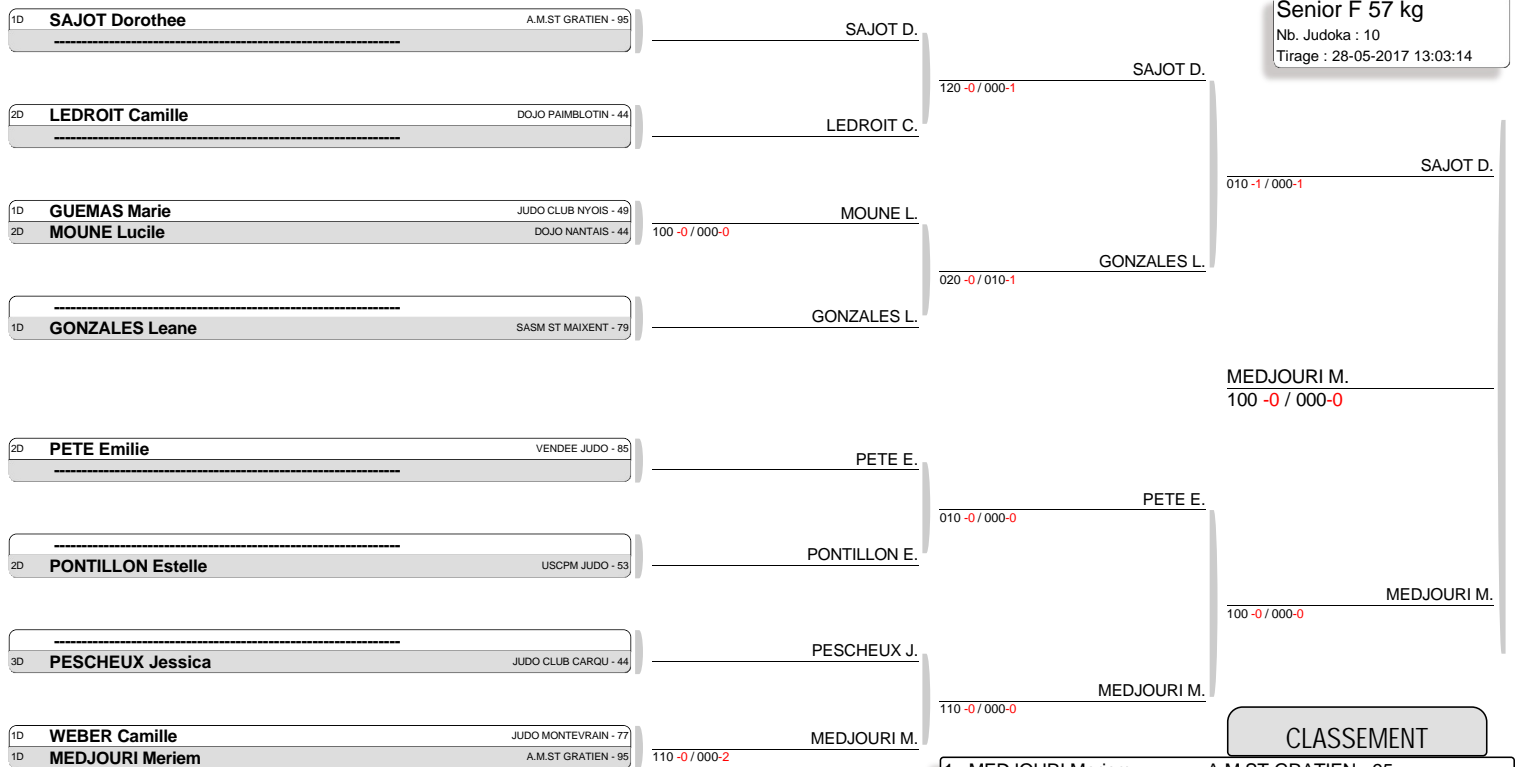 Senior F 57 kg
Nb. Judoka : 10
Tirage : 28-05-2017 13:03:14
1D SAJOT Dorothee A.M.ST GRATIEN - 95
----------------------------------------------------------------
SAJOT D.
SAJOT D.
120 -0 / 000-1
2D LEDROIT Camille DOJO PAIMBLOTIN - 44
----------------------------------------------------------------
LEDROIT C.
SAJOT D.
010 -1 / 000-1
1D GUEMAS Marie JUDO CLUB NYOIS - 49
2D MOUNE Lucile DOJO NANTAIS - 44
MOUNE L.
100 -0 / 000-0
GONZALES L.
020 -0 / 010-1
----------------------------------------------------------------
1D GONZALES Leane SASM ST MAIXENT - 79
GONZALES L.
MEDJOURI M.
100 -0 / 000-0
2D PETE Emilie VENDEE JUDO - 85
----------------------------------------------------------------
PETE E.
PETE E.
010 -0 / 000-0
----------------------------------------------------------------
2D PONTILLON Estelle USCPM JUDO - 53
PONTILLON E.
MEDJOURI M.
100 -0 / 000-0
----------------------------------------------------------------
3D PESCHEUX Jessica JUDO CLUB CARQU - 44
PESCHEUX J.
MEDJOURI M.
110 -0 / 000-0
1D WEBER Camille JUDO MONTEVRAIN - 77
1D MEDJOURI Meriem A.M.ST GRATIEN - 95
MEDJOURI M.
110 -0 / 000-2
CLASSEMENT
1 MEDJOURI Meriem A.M.ST GRATIEN - 95